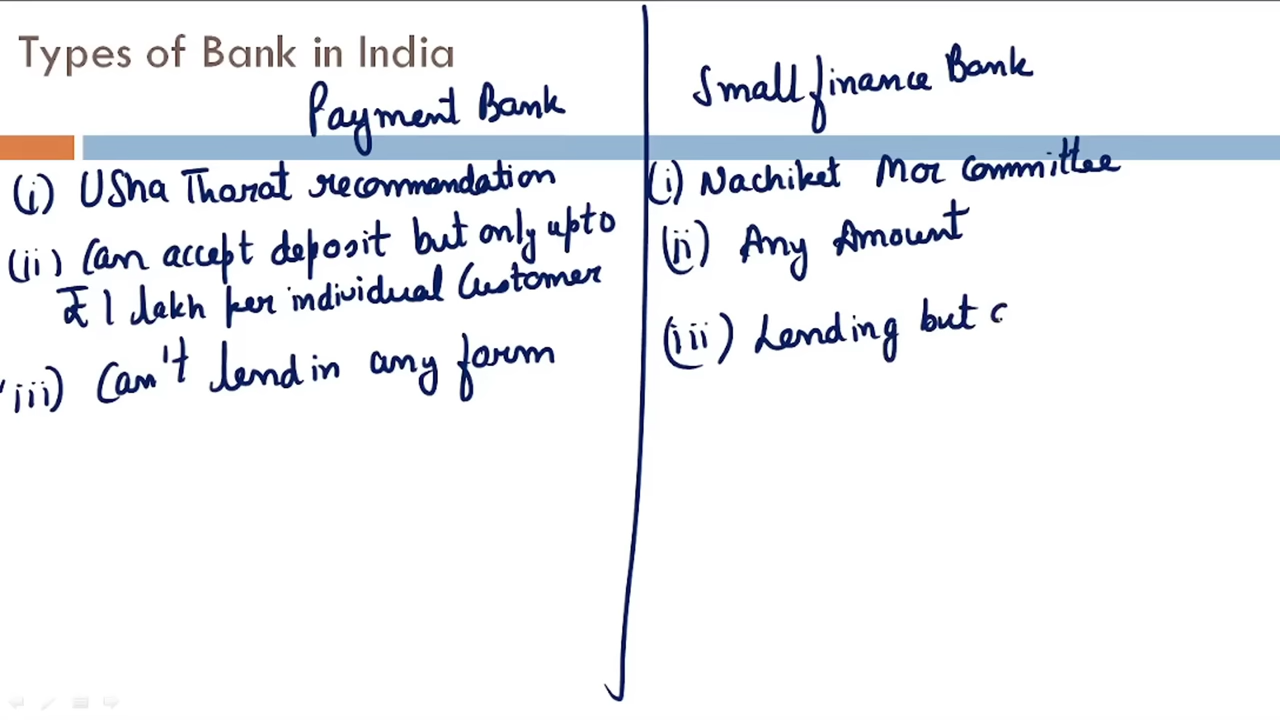 Types of Bank in India
Payment Bank
(i) USha Tharat recommendation
(ii) Can accept deposit but only upto
₹ 1 lakh per individual Customer
iii) Can't lend in any form
Small finance Bank
(i) Nachiket Mor Committee
(ii) Any Amount
(iii) Lending but c